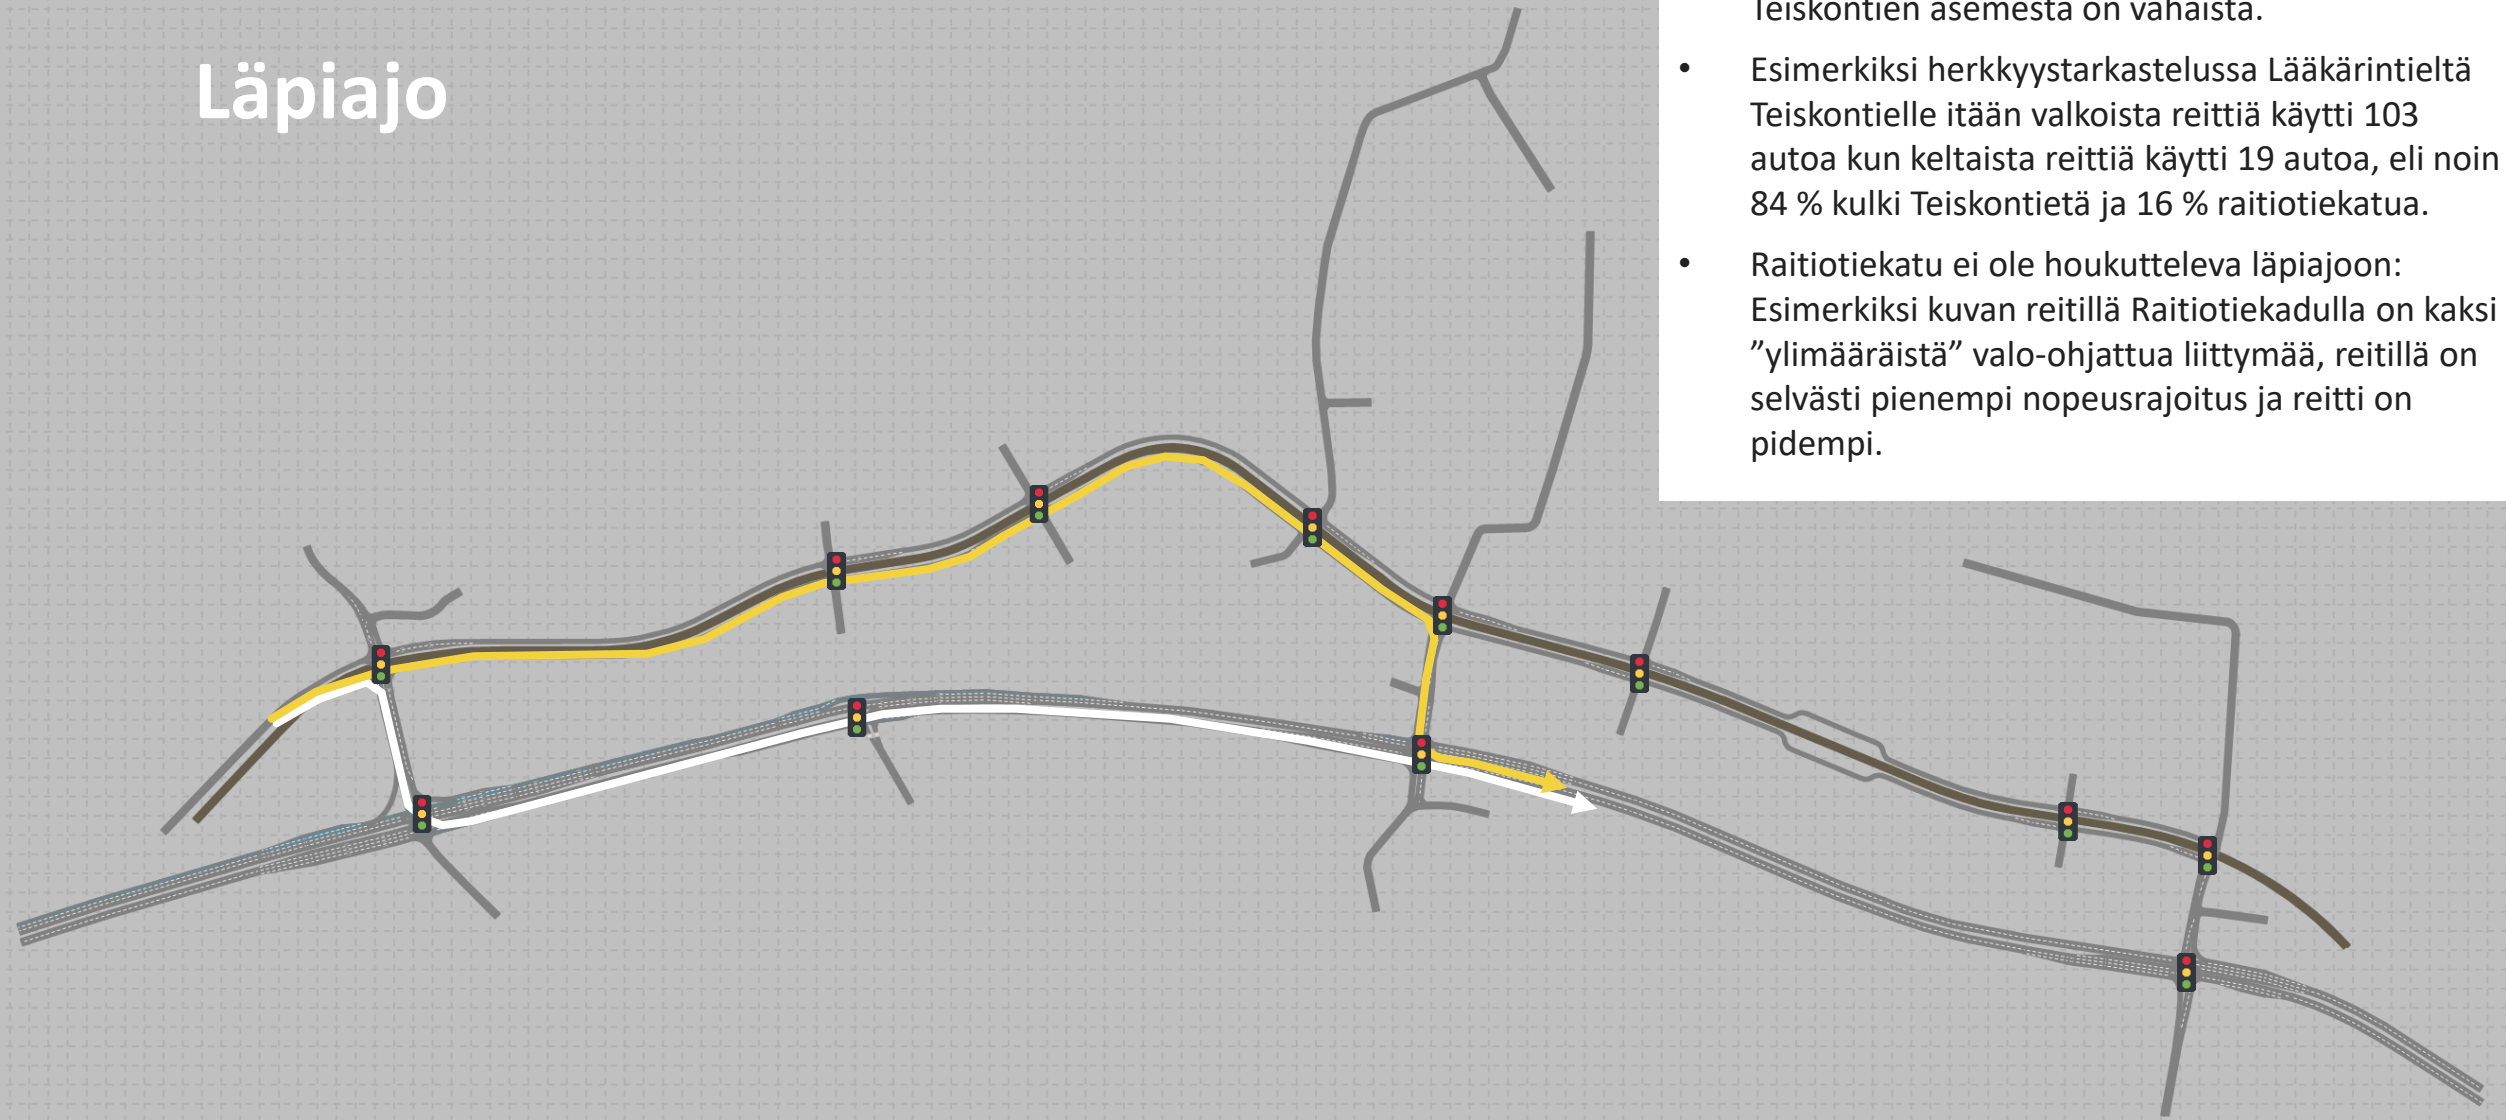 Läpiajo
Teiskontien asemesta on vähäistä.
• Esimerkiksi herkkyystarkastelussa Lääkärintieltä
Teiskontielle itään valkoista reittiä käytti 103
autoa kun keltaista reittiä käytti 19 autoa, eli noin
84 % kulki Teiskontietä ja 16 % raitiotiekatua.
• Raitiotiekatu ei ole houkutteleva läpiajoon:
Esimerkiksi kuvan reitillä Raitiotiekadulla on kaksi
”ylimääräistä” valo-ohjattua liittymää, reitillä on
selvästi pienempi nopeusrajoitus ja reitti on
pidempi.